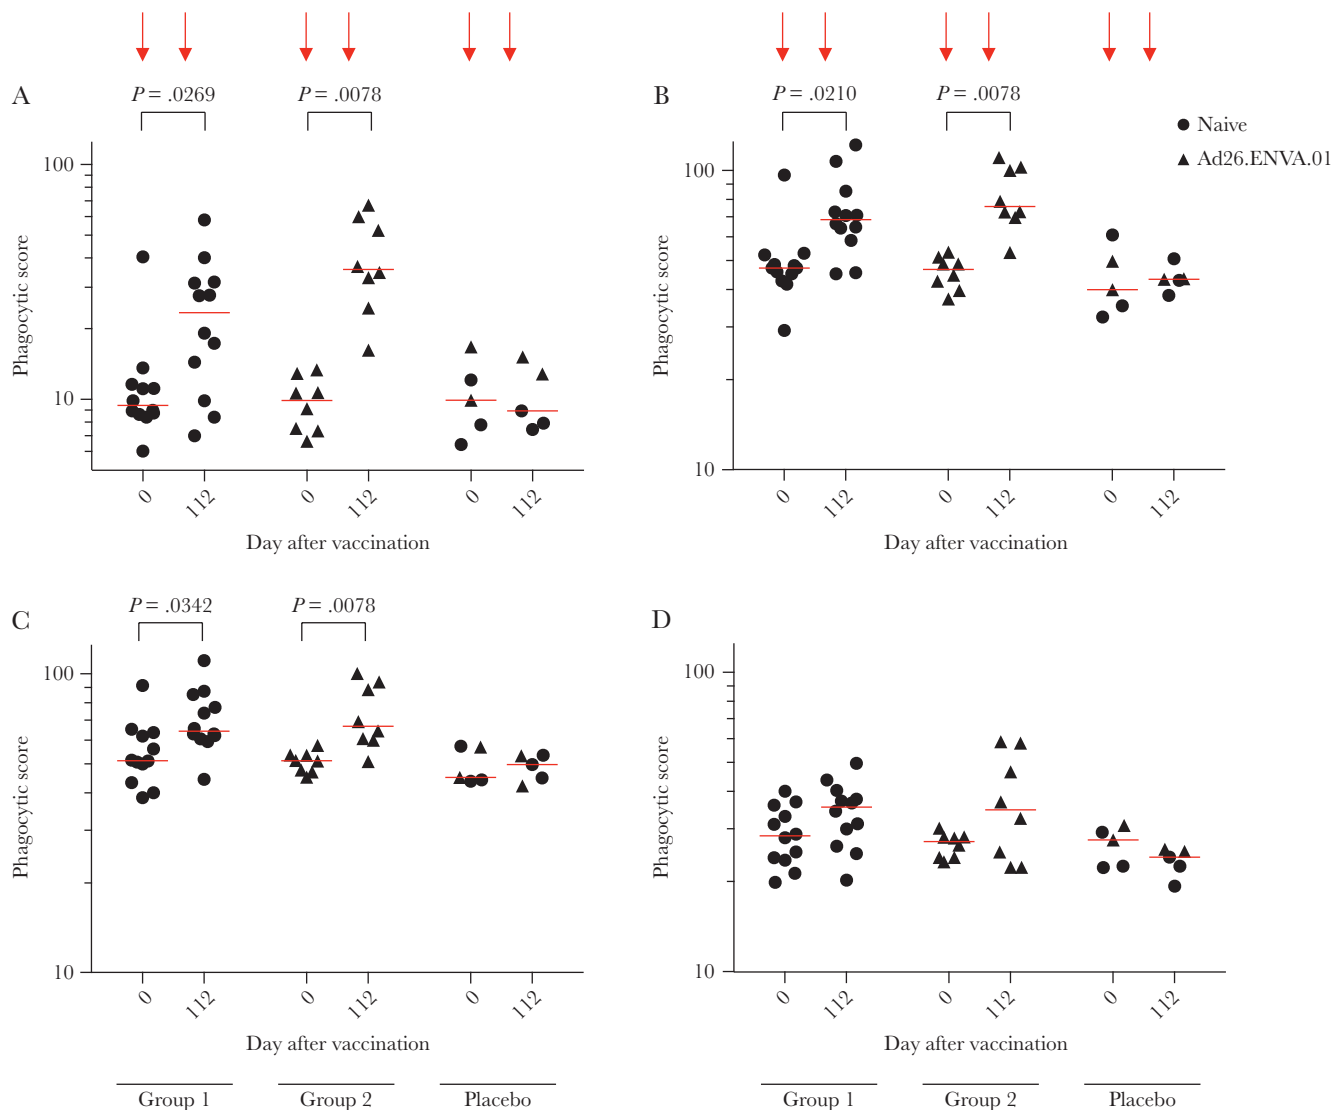 A
P = .0269
P = .0078
Phagocytic score
100
10
0
112
0
112
0
112
Day after vaccination
B
P = .0210
P = .0078
Naive
Ad26.ENVA.01
Phagocytic score
100
10
0
112
0
112
0
112
Day after vaccination
C
P = .0342
P = .0078
Phagocytic score
100
10
0
112
0
112
0
112
Day after vaccination
Group 1
Group 2
Placebo
D
Phagocytic score
100
10
0
112
0
112
0
112
Day after vaccination
Group 1
Group 2
Placebo